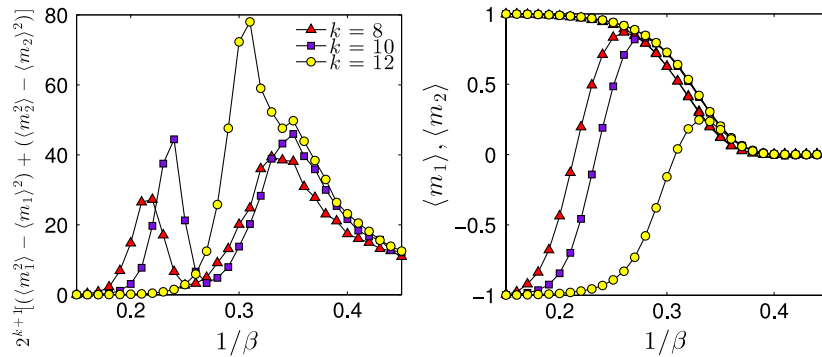 2^{k+1}[(⟨m_1^2⟩ − ⟨m_1⟩^2) + (⟨m_2^2⟩ − ⟨m_2⟩^2)]
80
60
40
20
0
k = 8
k = 10
k = 12
0.2
0.3
0.4
1/β
⟨m_1⟩, ⟨m_2⟩
1
0.5
0
−0.5
−1
0.2
0.3
0.4
1/β